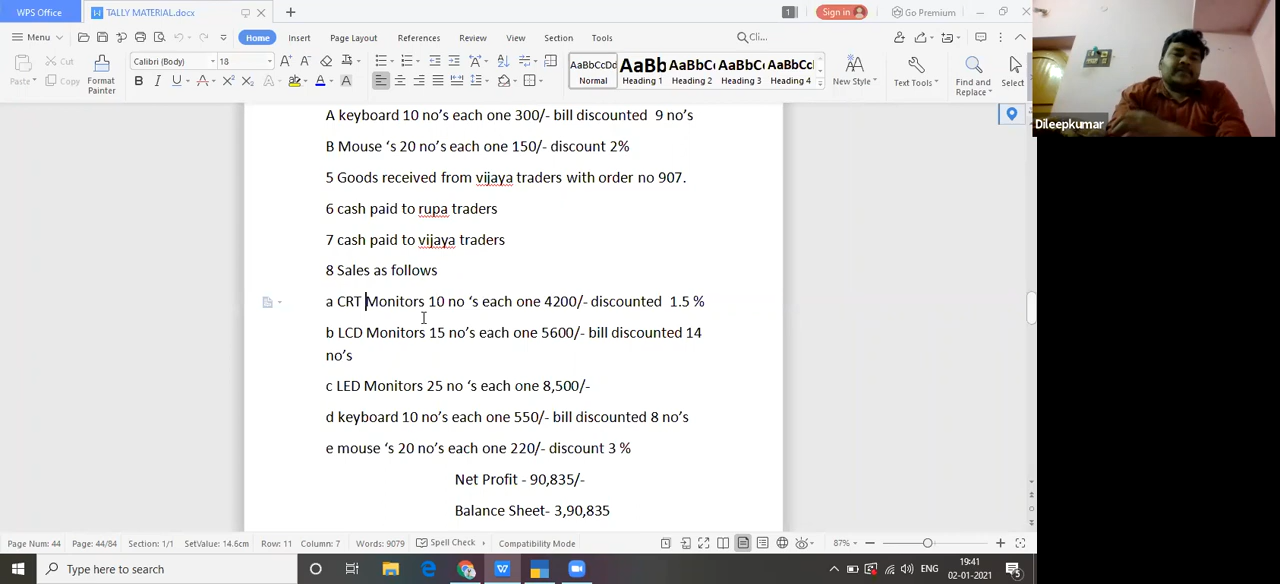 WPS Office
TALLY MATERIAL.docx
1
Sign in
Go Premium
Menu
Home
Insert
Page Layout
References
Review
View
Section
Tools
Cli...
Paste
Cut
Copy
Format
Painter
Calibri (Body)
18
AaBbCcDd
Normal
AaBb
Heading 1
AaBbC
Heading 2
AaBbC
Heading 3
AaBbC
Heading 4
New Style
Text Tools
Find and
Replace
Select
Dileepkumar
A keyboard 10 no's each one 300/- bill discounted 9 no's
B Mouse ‘s 20 no’s each one 150/- discount 2%
5 Goods received from vijaya traders with order no 907.
6 cash paid to rupa traders
7 cash paid to vijaya traders
8 Sales as follows
a CRT Monitors 10 no ‘s each one 4200/- discounted 1.5 %
b LCD Monitors 15 no’s each one 5600/- bill discounted 14
no’s
c LED Monitors 25 no ‘s each one 8,500/-
d keyboard 10 no’s each one 550/- bill discounted 8 no’s
e mouse ‘s 20 no’s each one 220/- discount 3 %
Net Profit - 90,835/-
Balance Sheet- 3,90,835
Page Num: 44
Page: 44/84
Section: 1/1
SetValue: 14.6cm
Row: 11
Column: 7
Words: 9079
Spell Check
Compatibility Mode
87%
Type here to search
ENG
19:41
02-01-2021
5